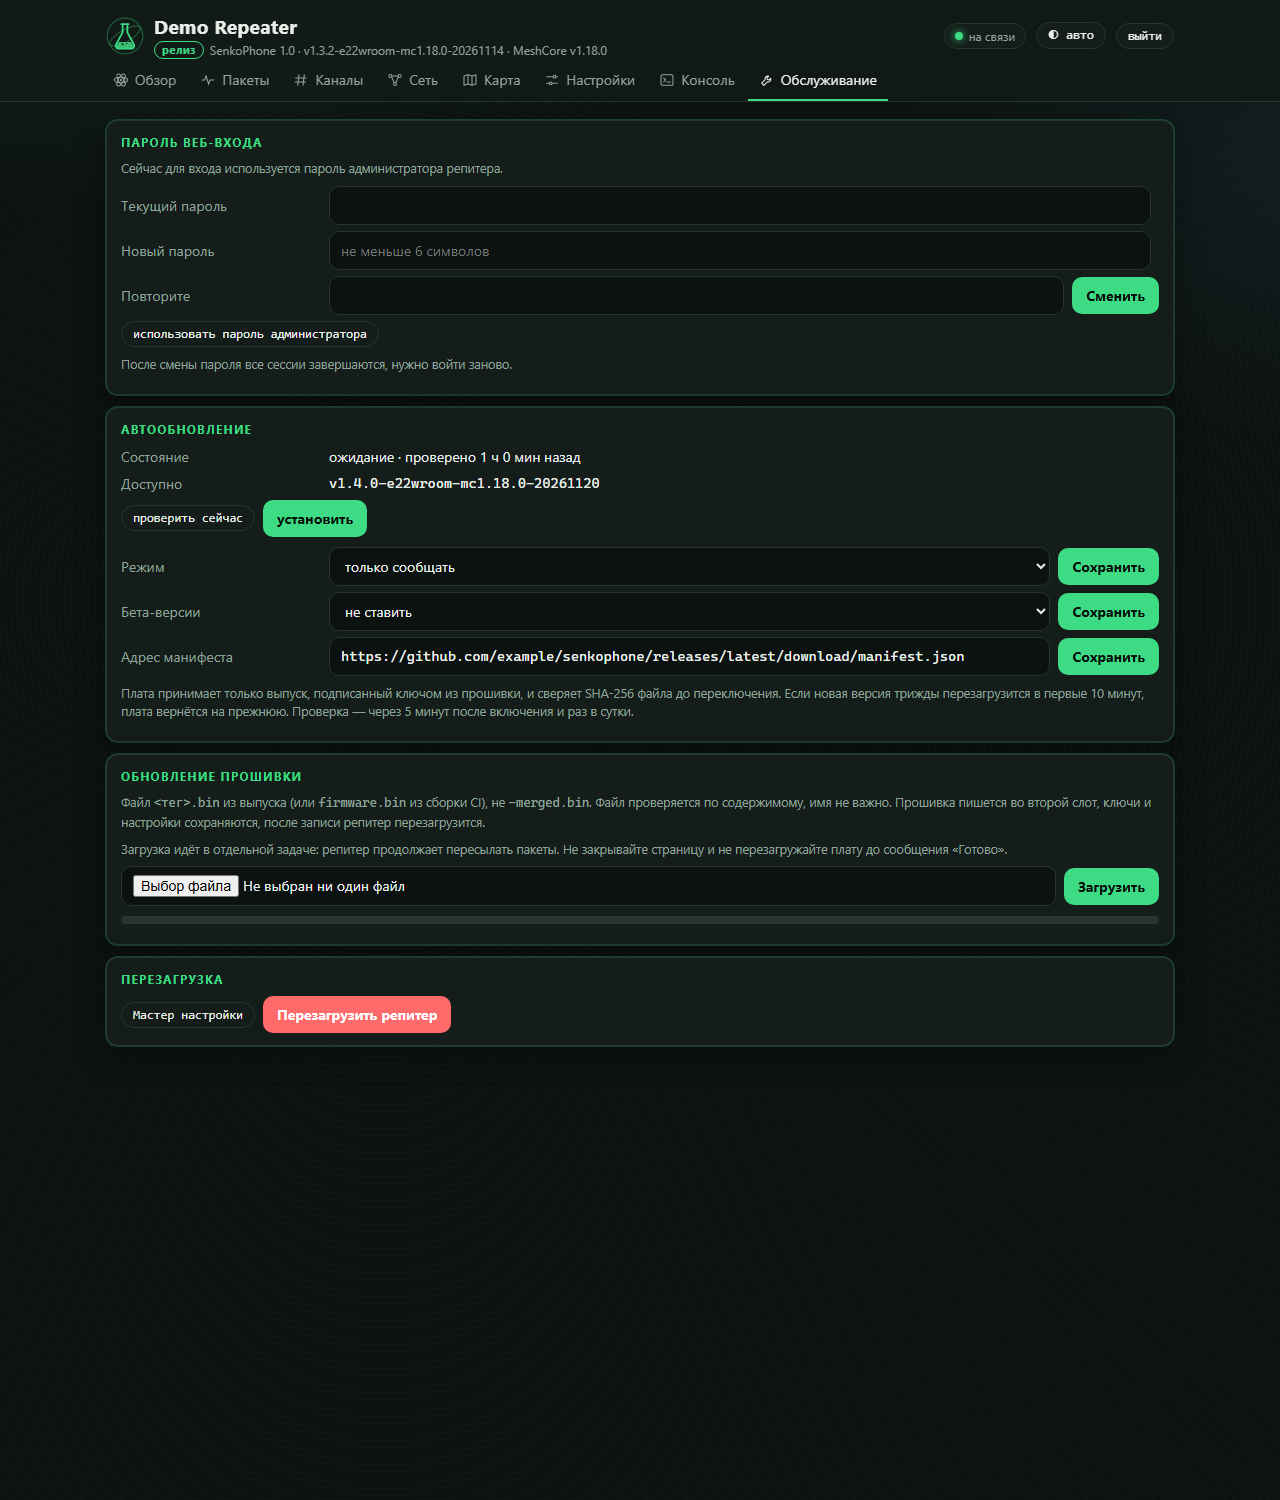 Demo Repeater
релиз SenkoPhone 1.0 · v1.3.2-e22wroom-mc1.18.0-20261114 · MeshCore v1.18.0
на связи
авто
выйти
Обзор Пакеты Каналы Сеть Карта Настройки Консоль Обслуживание
ПАРОЛЬ ВЕБ-ВХОДА
Сейчас для входа используется пароль администратора репитера.
Текущий пароль
Новый пароль не меньше 6 символов
Повторите Сменить
использовать пароль администратора
После смены пароля все сессии завершаются, нужно войти заново.
АВТООБНОВЛЕНИЕ
Состояние ожидание · проверено 1 ч 0 мин назад
Доступно v1.4.0-e22wroom-mc1.18.0-20261120
проверить сейчас установить
Режим только сообщать Сохранить
Бета-версии не ставить Сохранить
Адрес манифеста https://github.com/example/senkophone/releases/latest/download/manifest.json Сохранить
Плата принимает только выпуск, подписанный ключом из прошивки, и сверяет SHA-256 файла до переключения. Если новая версия трижды перезагрузится в первые 10 минут,
плата вернётся на прежнюю. Проверка — через 5 минут после включения и раз в сутки.
ОБНОВЛЕНИЕ ПРОШИВКИ
Файл <тег>.bin из выпуска (или firmware.bin из сборки CI), не -merged.bin. Файл проверяется по содержимому, имя не важно. Прошивка пишется во второй слот, ключи и
настройки сохраняются, после записи репитер перезагрузится.
Загрузка идёт в отдельной задаче: репитер продолжает пересылать пакеты. Не закрывайте страницу и не перезагружайте плату до сообщения «Готово».
Выбор файла Не выбран ни один файл Загрузить
ПЕРЕЗАГРУЗКА
Мастер настройки Перезагрузить репитер